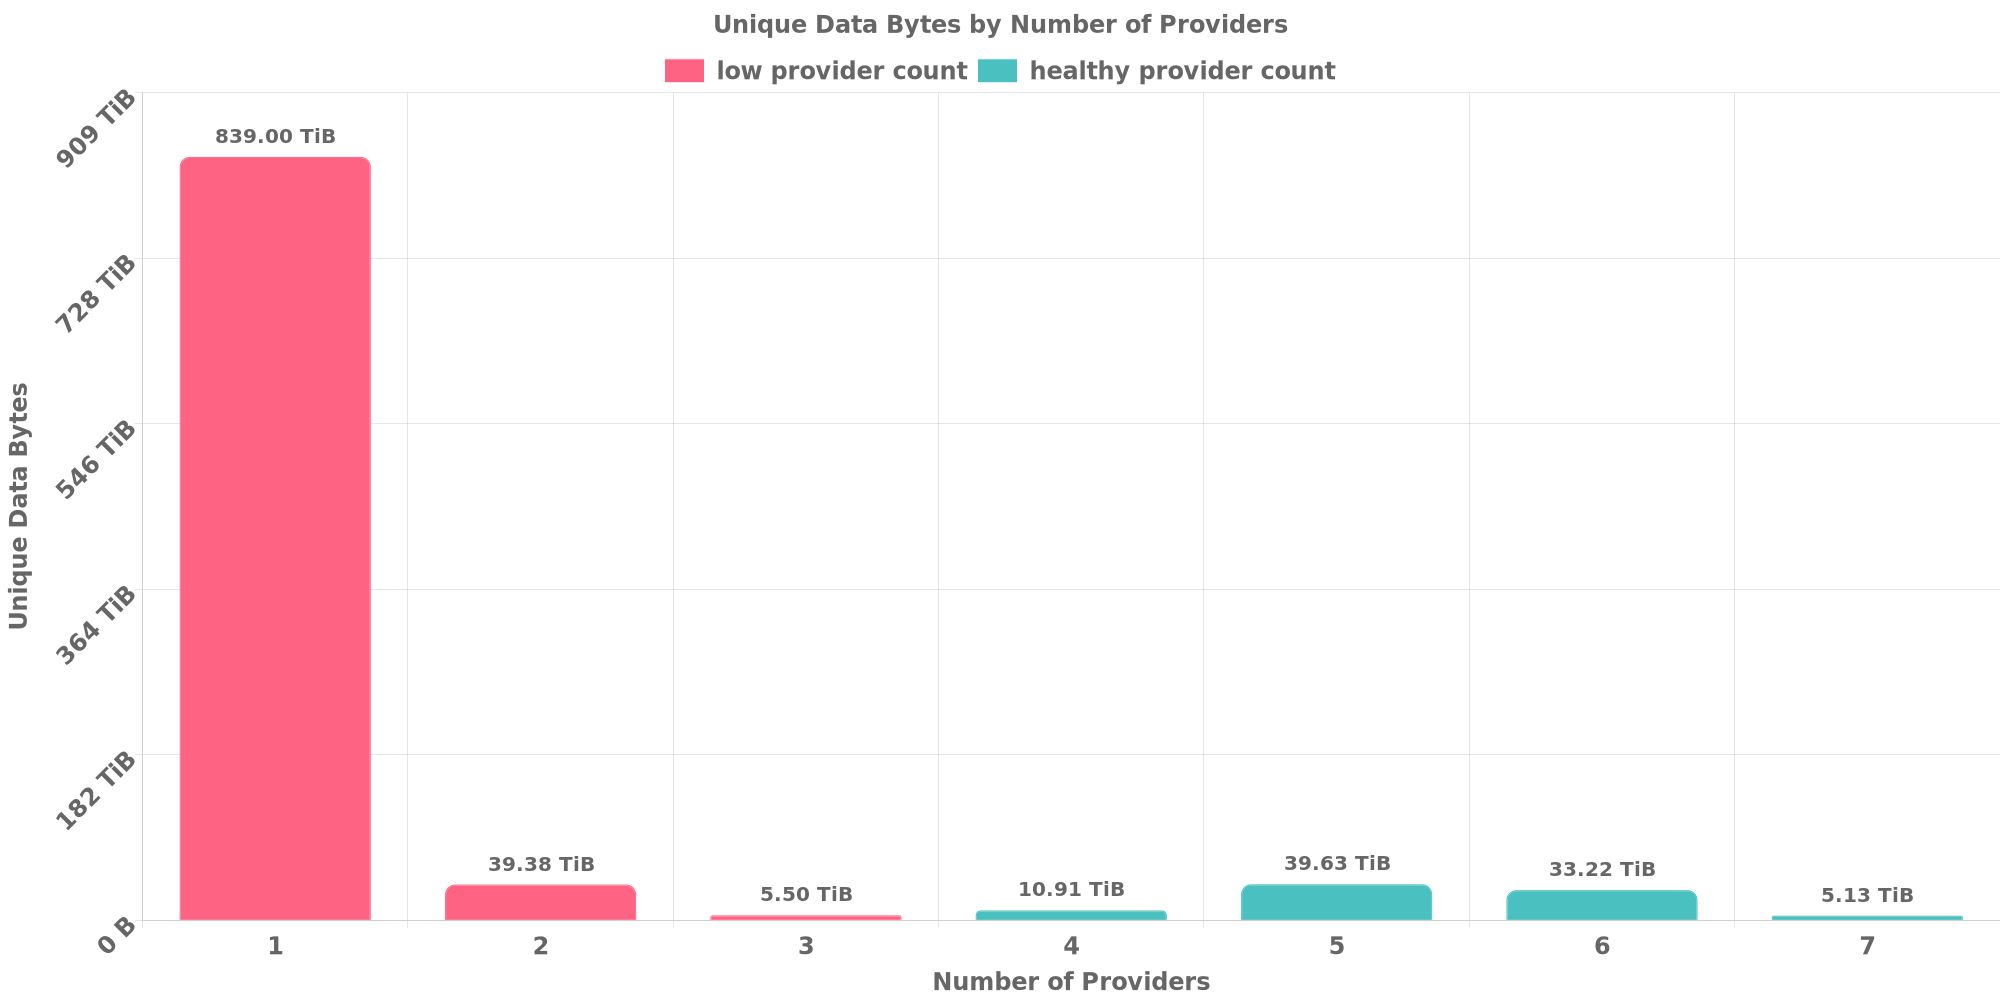 Unique Data Bytes by Number of Providers
low provider count healthy provider count
909 TiB
728 TiB
546 TiB
364 TiB
182 TiB
0 B
Unique Data Bytes
839.00 TiB
39.38 TiB
5.50 TiB
10.91 TiB
39.63 TiB
33.22 TiB
5.13 TiB
1 2 3 4 5 6 7
Number of Providers